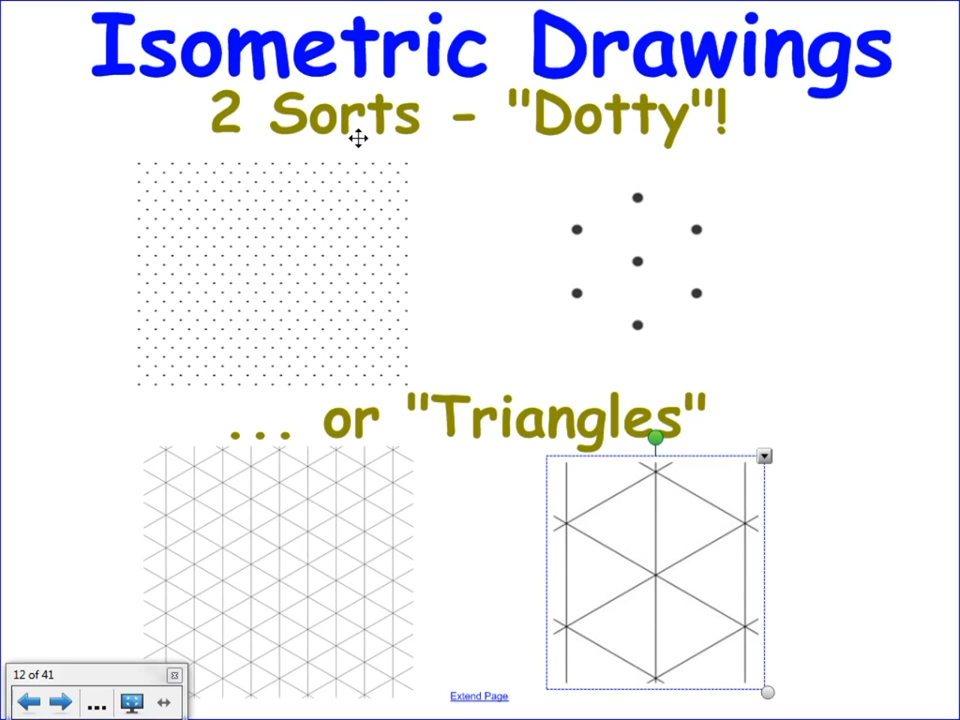 Isometric Drawings
2 Sorts - "Dotty"!
... or "Triangles"
12 of 41
...
Extend Page